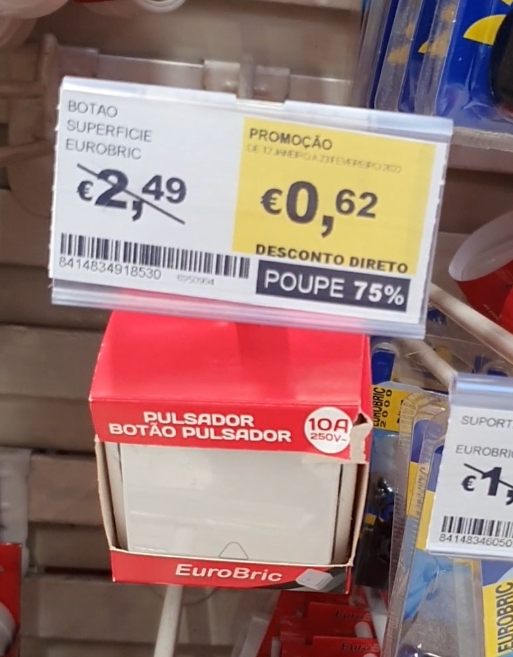 BOTAO
SUPERFICIE
EUROBRIC
€2,49
8414834918530
PROMOÇÃO
€0,62
DESCONTO DIRETO
POUPE 75%
PULSADOR
BOTÃO PULSADOR
10A
250V~
EuroBric
EUROBRIC
SUPORT
EUROBRIC
€1,
EUROBRIC